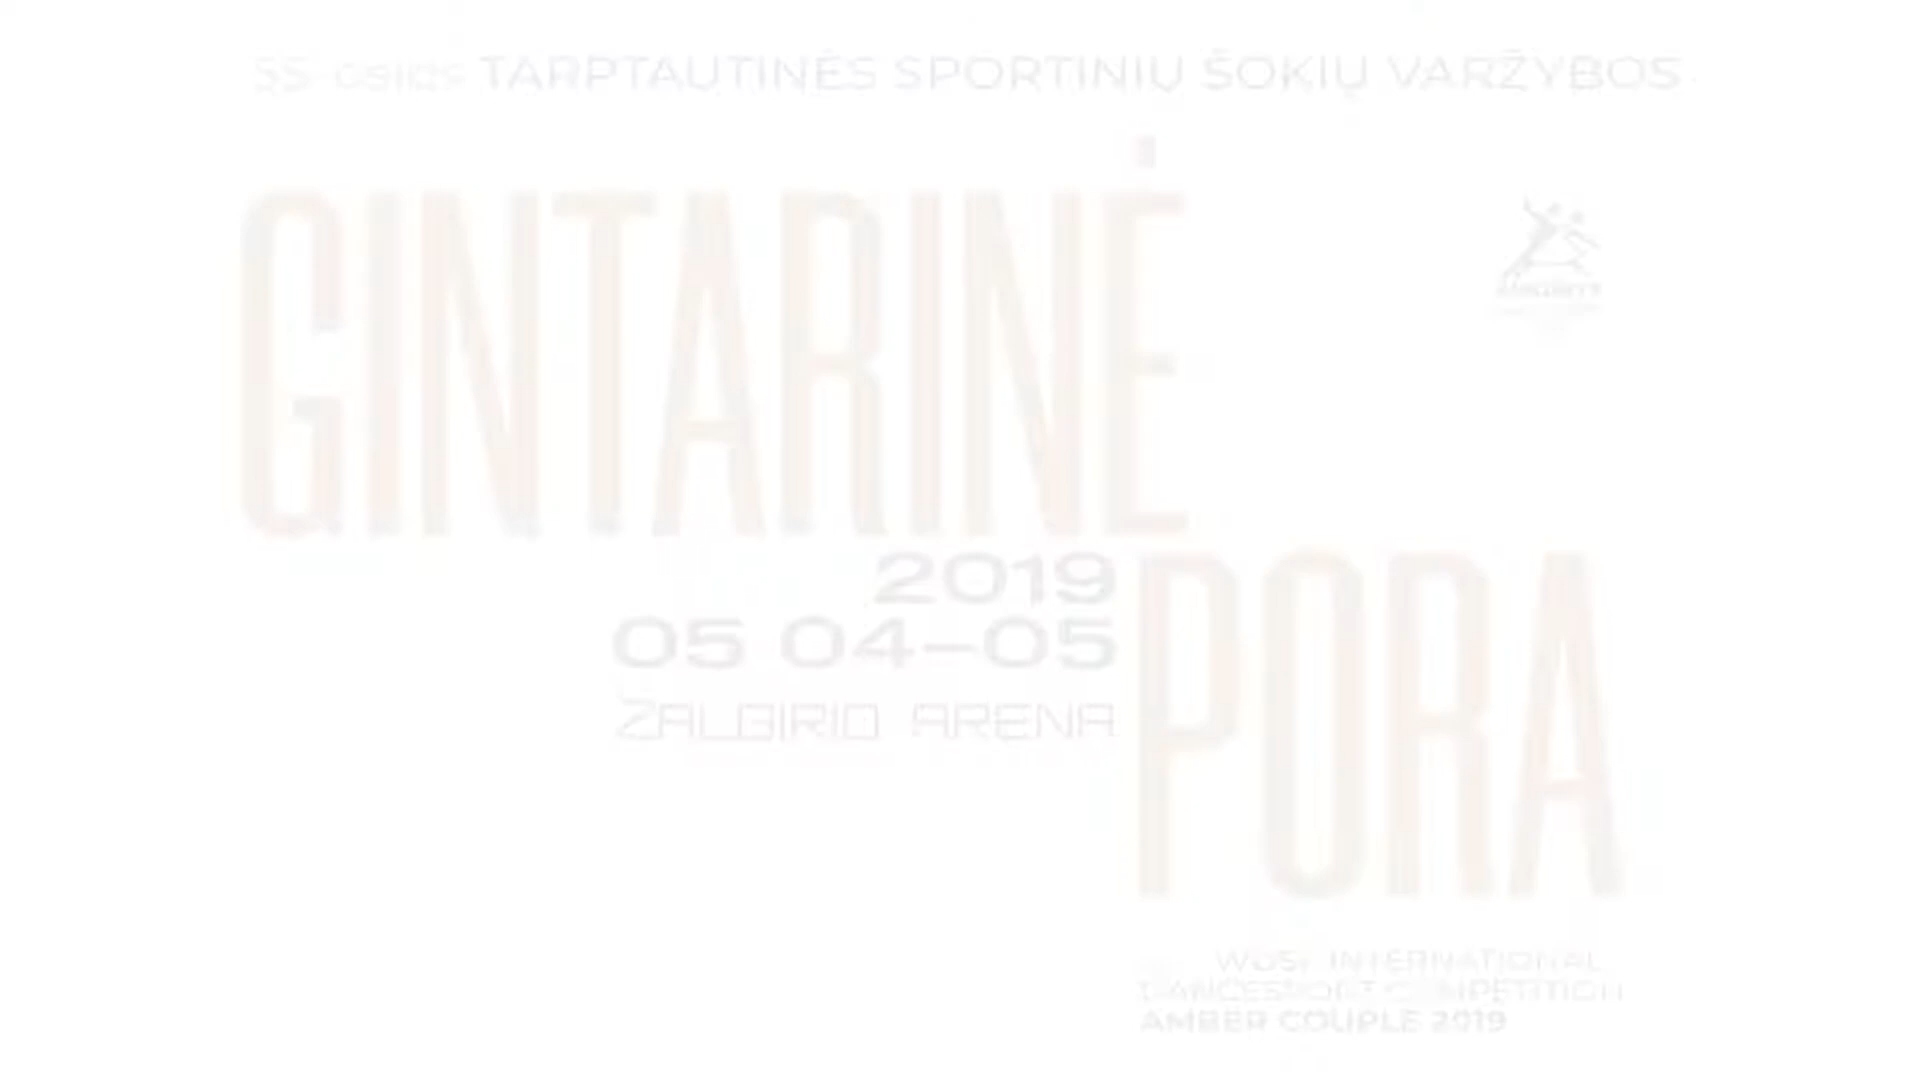 55-osios TARPTAUTINĖS SPORTINIŲ ŠOKIŲ VARŽYBOS
GINTARINĖ
2019
05 04–05
ŽALGIRIO ARENA
PORA
WDSF INTERNATIONAL
DANCESPORT COMPETITION
AMBER COUPLE 2019